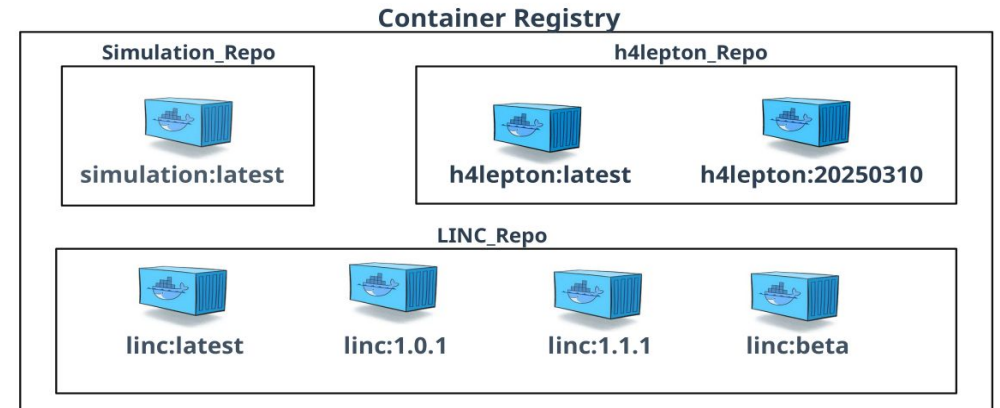 Container Registry
Simulation_Repo
simulation:latest
h4lepton_Repo
h4lepton:latest
h4lepton:20250310
LINC_Repo
linc:latest
linc:1.0.1
linc:1.1.1
linc:beta